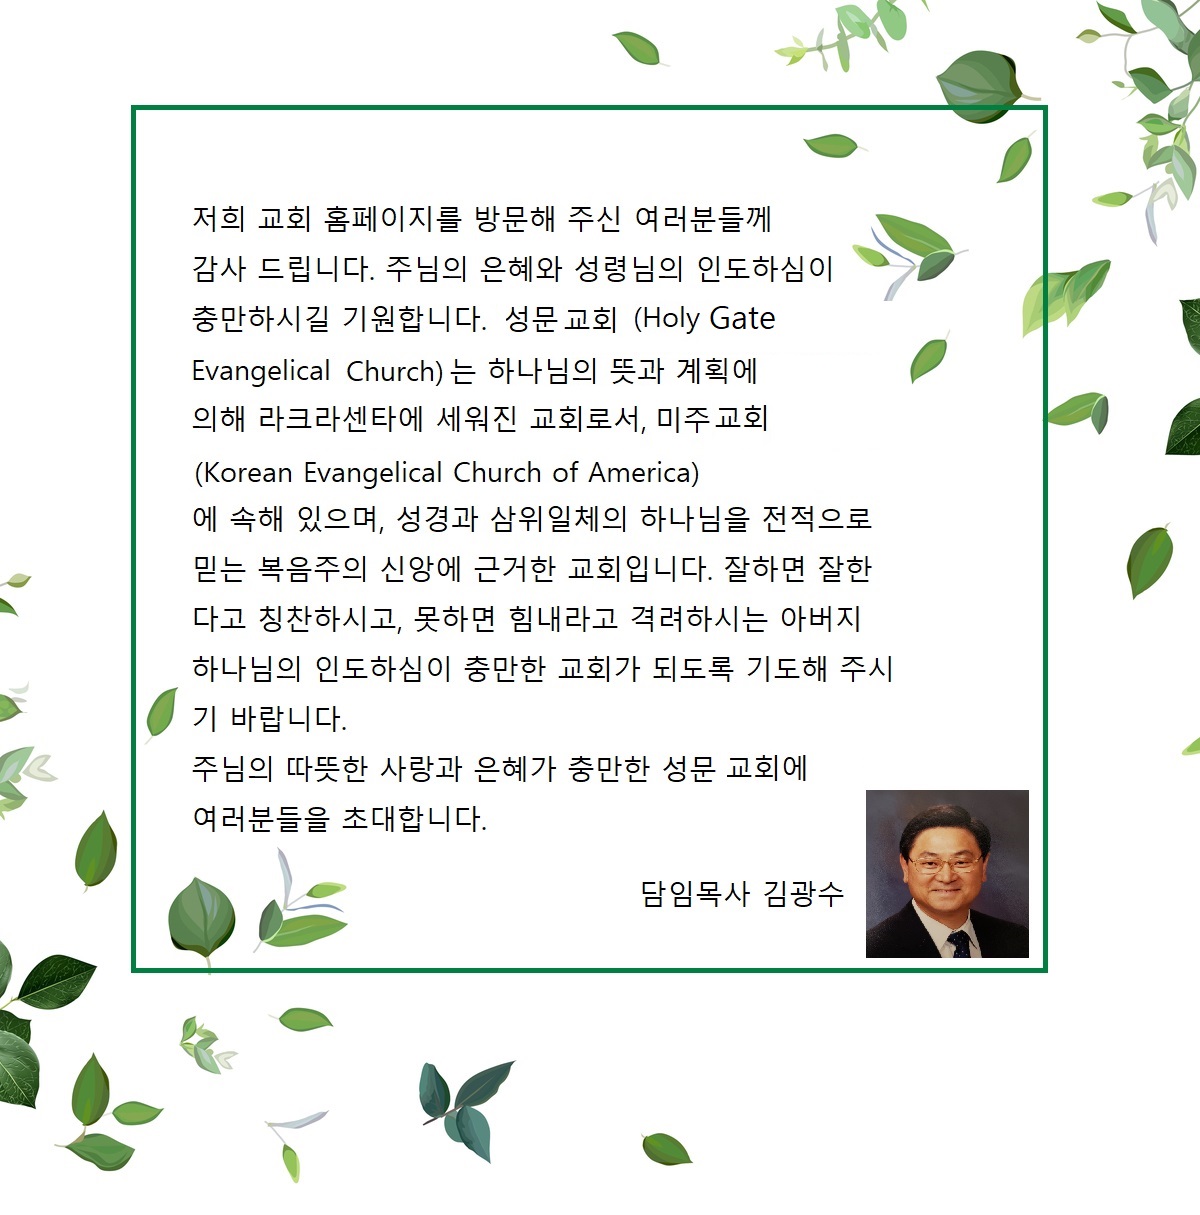 저희 교회 홈페이지를 방문해 주신 여러분들께
감사 드립니다. 주님의 은혜와 성령님의 인도하심이
충만하시길 기원합니다. 성문 교회 (Holy Gate
Evangelical Church) 는 하나님의 뜻과 계획에
의해 라크라센타에 세워진 교회로서, 미주 교회
(Korean Evangelical Church of America)
에 속해 있으며, 성경과 삼위일체의 하나님을 전적으로
믿는 복음주의 신앙에 근거한 교회입니다. 잘하면 잘한
다고 칭찬하시고, 못하면 힘내라고 격려하시는 아버지
하나님의 인도하심이 충만한 교회가 되도록 기도해 주시
기 바랍니다.
주님의 따뜻한 사랑과 은혜가 충만한 성문 교회에
여러분들을 초대합니다.
담임목사 김광수